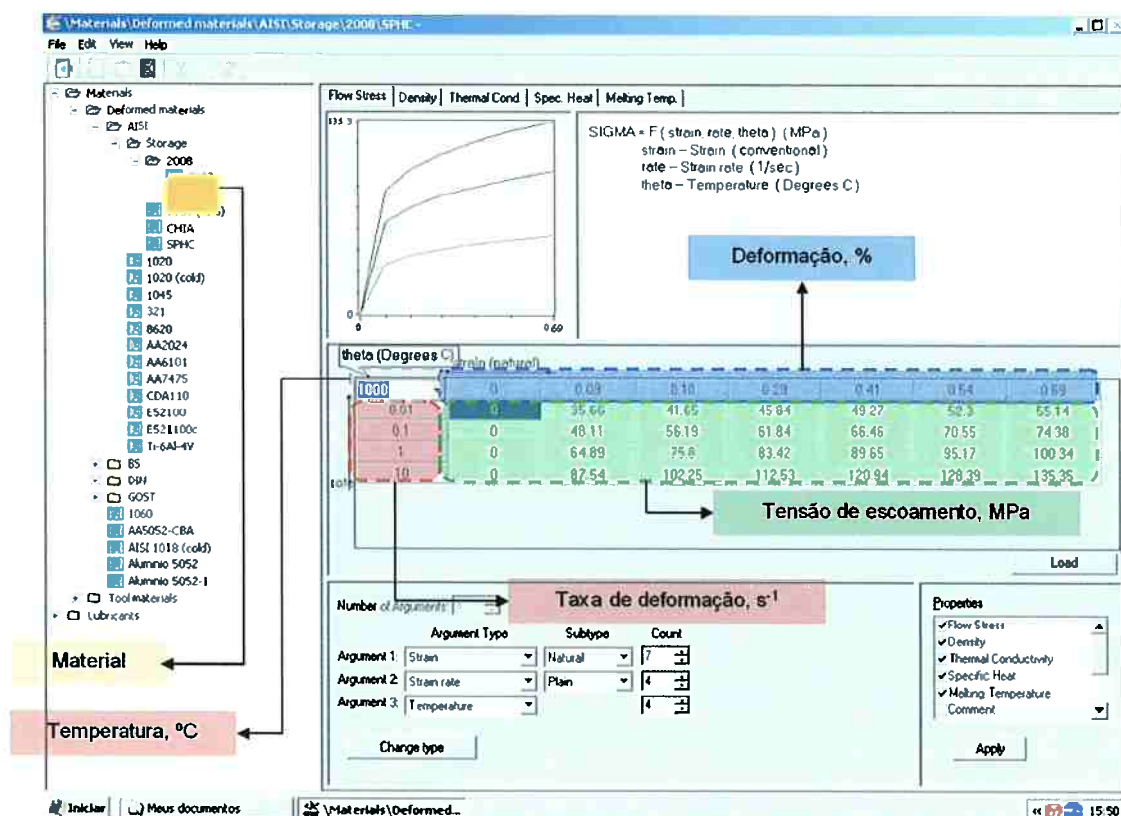 \Materials\Deformed materials\AISI\Storage\2008\SPHC -
File Edit View Help
Materials
Deformed materials
AISI
Storage
2008
CHIA
SPHC
1020
1020 (cold)
1045
321
8620
AA2024
AA6101
AA7475
CDA110
E52100
E52100c
Ti-6Al-4V
BS
DIN
GOST
1060
AA5052-CBA
AISI 1018 (cold)
Alumnio 5052
Alumnio 5052-1
Tool materials
Lubricants
Material
Temperatura, ºC
Flow Stress Density Thermal Cond Spec. Heat Melting Temp.
0
0 0.69
SIGMA = F ( strain, rate, theta ) ( MPa )
strain – Strain ( conventional )
rate – Strain rate ( 1/sec )
theta – Temperature ( Degrees C )
Deformação, %
theta (Degrees C) strain (natural)
1000 0 0.09 0.18 0.29 0.41 0.54 0.69
0.01 0 35.66 41.65 45.84 49.27 52.3 55.14
0.1 0 48.11 56.19 61.84 66.46 70.55 74.38
1 0 64.89 75.8 83.42 89.65 95.17 100.34
10 0 87.54 102.25 112.53 120.94 128.39 135.35
rate
Tensão de escoamento, MPa
Load
Taxa de deformação, s-1
Number of Arguments:
Argument Type Subtype Count
Argument 1: Strain Natural 7
Argument 2: Strain rate Plain 4
Argument 3: Temperature 4
Change type
Properties
Flow Stress
Density
Thermal Conductivity
Specific Heat
Melting Temperature
Comment
Apply
Iniciar Meus documentos \Materials\Deformed... « 15:50